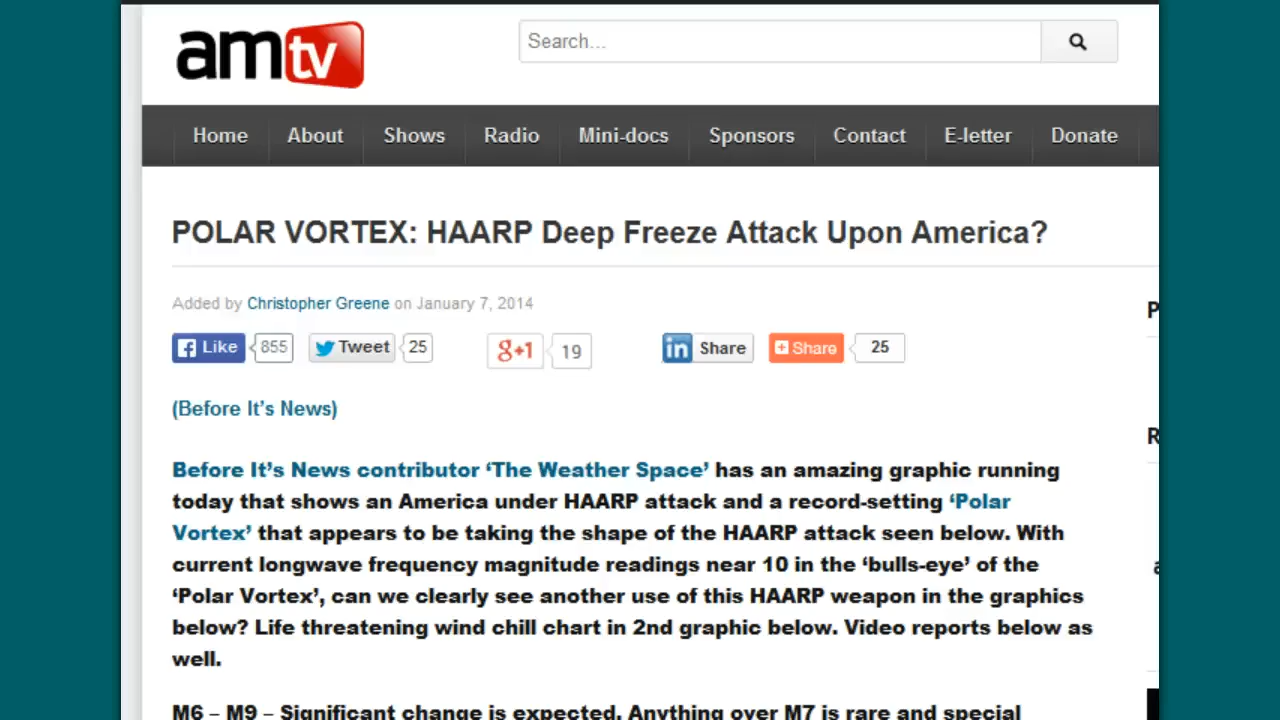 amtv
Search...
Home About Shows Radio Mini-docs Sponsors Contact E-letter Donate
POLAR VORTEX: HAARP Deep Freeze Attack Upon America?
Added by Christopher Greene on January 7, 2014
Like 855 Tweet 25 g+1 19 in Share Share 25
(Before It's News)
Before It's News contributor ‘The Weather Space’ has an amazing graphic running
today that shows an America under HAARP attack and a record-setting ‘Polar
Vortex’ that appears to be taking the shape of the HAARP attack seen below. With
current longwave frequency magnitude readings near 10 in the ‘bulls-eye’ of the
‘Polar Vortex’, can we clearly see another use of this HAARP weapon in the graphics
below? Life threatening wind chill chart in 2nd graphic below. Video reports below as
well.
M6 – M9 – Significant change is expected. Anything over M7 is rare and special